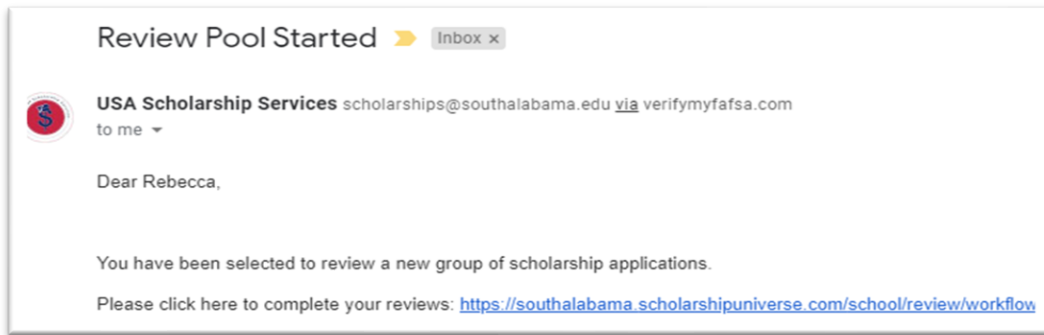 Review Pool Started Inbox ×
USA Scholarship Services scholarships@southalabama.edu via verifymyfafsa.com
to me
Dear Rebecca,
You have been selected to review a new group of scholarship applications.
Please click here to complete your reviews: https://southalabama.scholarshipuniverse.com/school/review/workflow